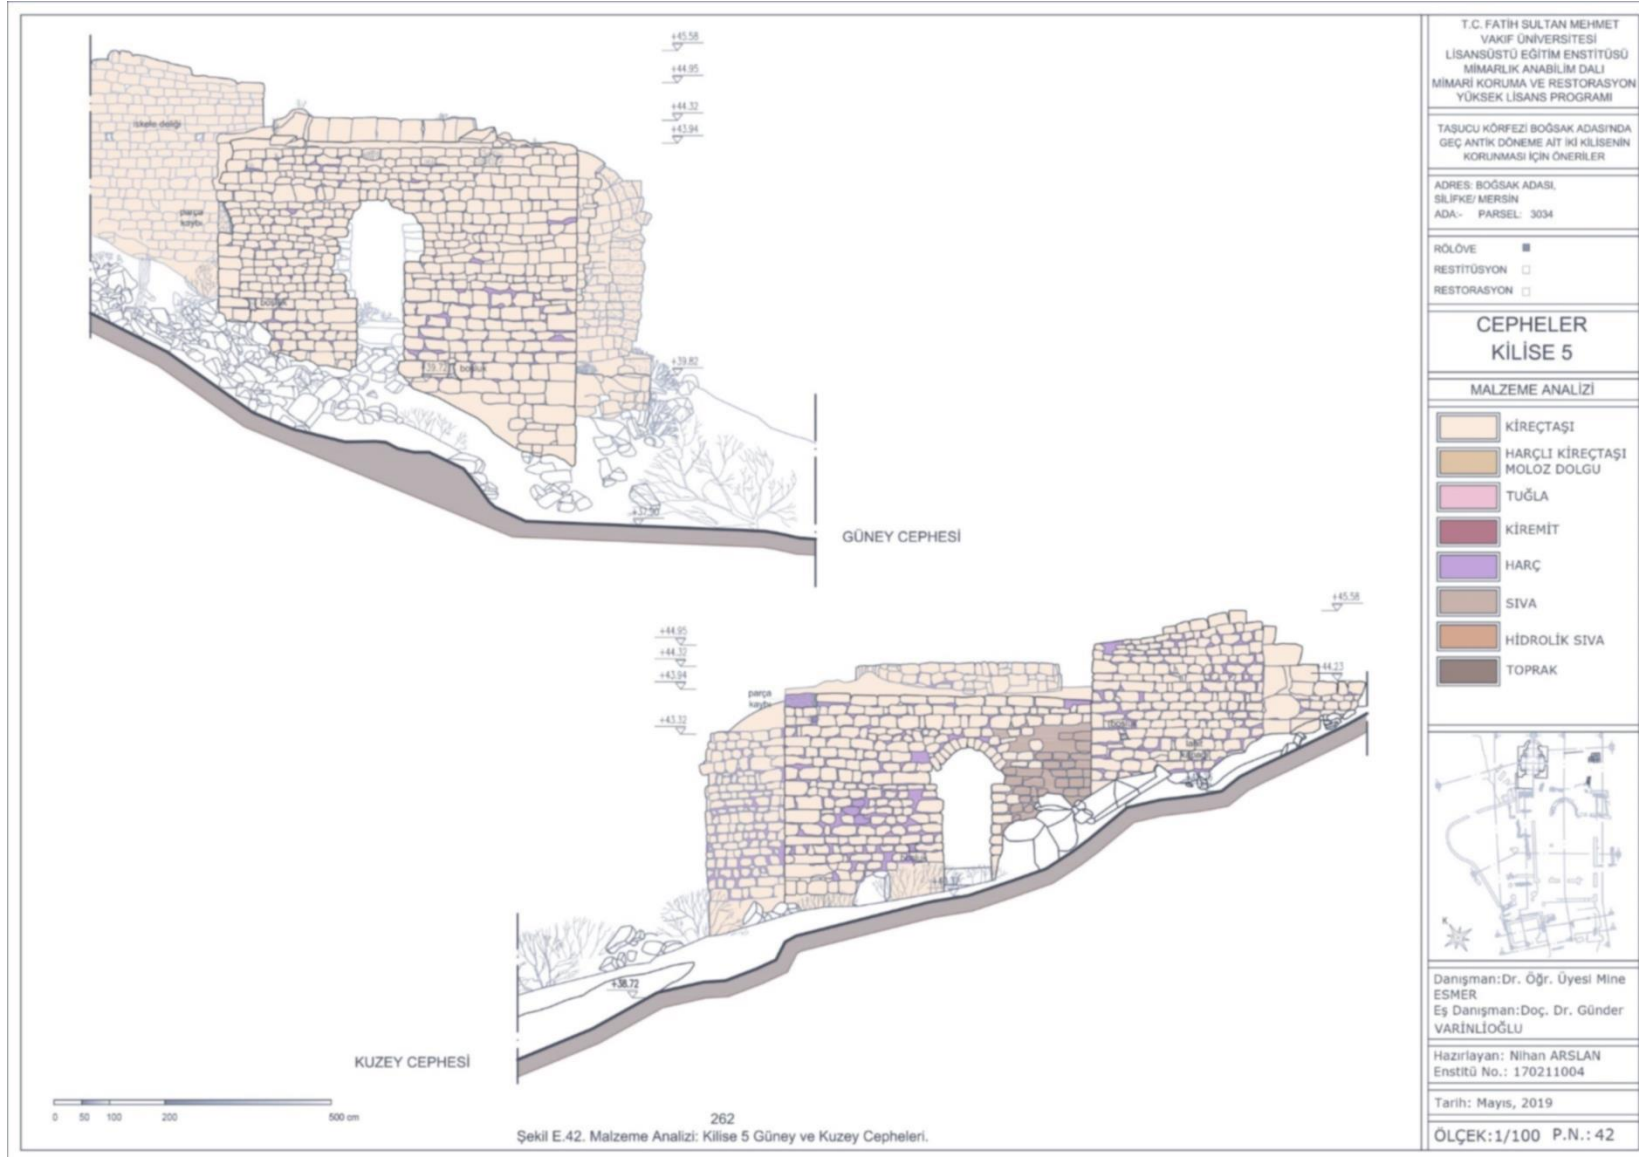 +45.58
+44.95
+44.32
+43.94
iskele deliği
parça
kaybı
boşluk
+39.82
+39.72
boşluk
+37.50
GÜNEY CEPHESİ
+45.58
+44.95
+44.32
+43.94
+44.23
parça
kaybı
+43.32
boşluk
boşluk
+38.72
KUZEY CEPHESİ
0 50 100 200 500 cm
262
Şekil E.42. Malzeme Analizi: Kilise 5 Güney ve Kuzey Cepheleri.
T.C. FATİH SULTAN MEHMET
VAKIF ÜNİVERSİTESİ
LİSANSÜSTÜ EĞİTİM ENSTİTÜSÜ
MİMARLIK ANABİLİM DALI
MİMARİ KORUMA VE RESTORASYON
YÜKSEK LİSANS PROGRAMI
TAŞUCU KÖRFEZİ BOĞSAK ADASI'NDA
GEÇ ANTİK DÖNEME AİT İKİ KİLİSENİN
KORUNMASI İÇİN ÖNERİLER
ADRES: BOĞSAK ADASI,
SİLİFKE/ MERSİN
ADA:- PARSEL: 3034
RÖLÖVE
RESTİTÜSYON
RESTORASYON
CEPHELER
KİLİSE 5
MALZEME ANALİZİ
KİREÇTAŞI
HARÇLI KİREÇTAŞI
MOLOZ DOLGU
TUĞLA
KİREMİT
HARÇ
SIVA
HİDROLİK SIVA
TOPRAK
K
Danışman:Dr. Öğr. Üyesi Mine
ESMER
Eş Danışman:Doç. Dr. Günder
VARİNLİOĞLU
Hazırlayan: Nihan ARSLAN
Enstitü No.: 170211004
Tarih: Mayıs, 2019
ÖLÇEK:1/100 P.N.: 42